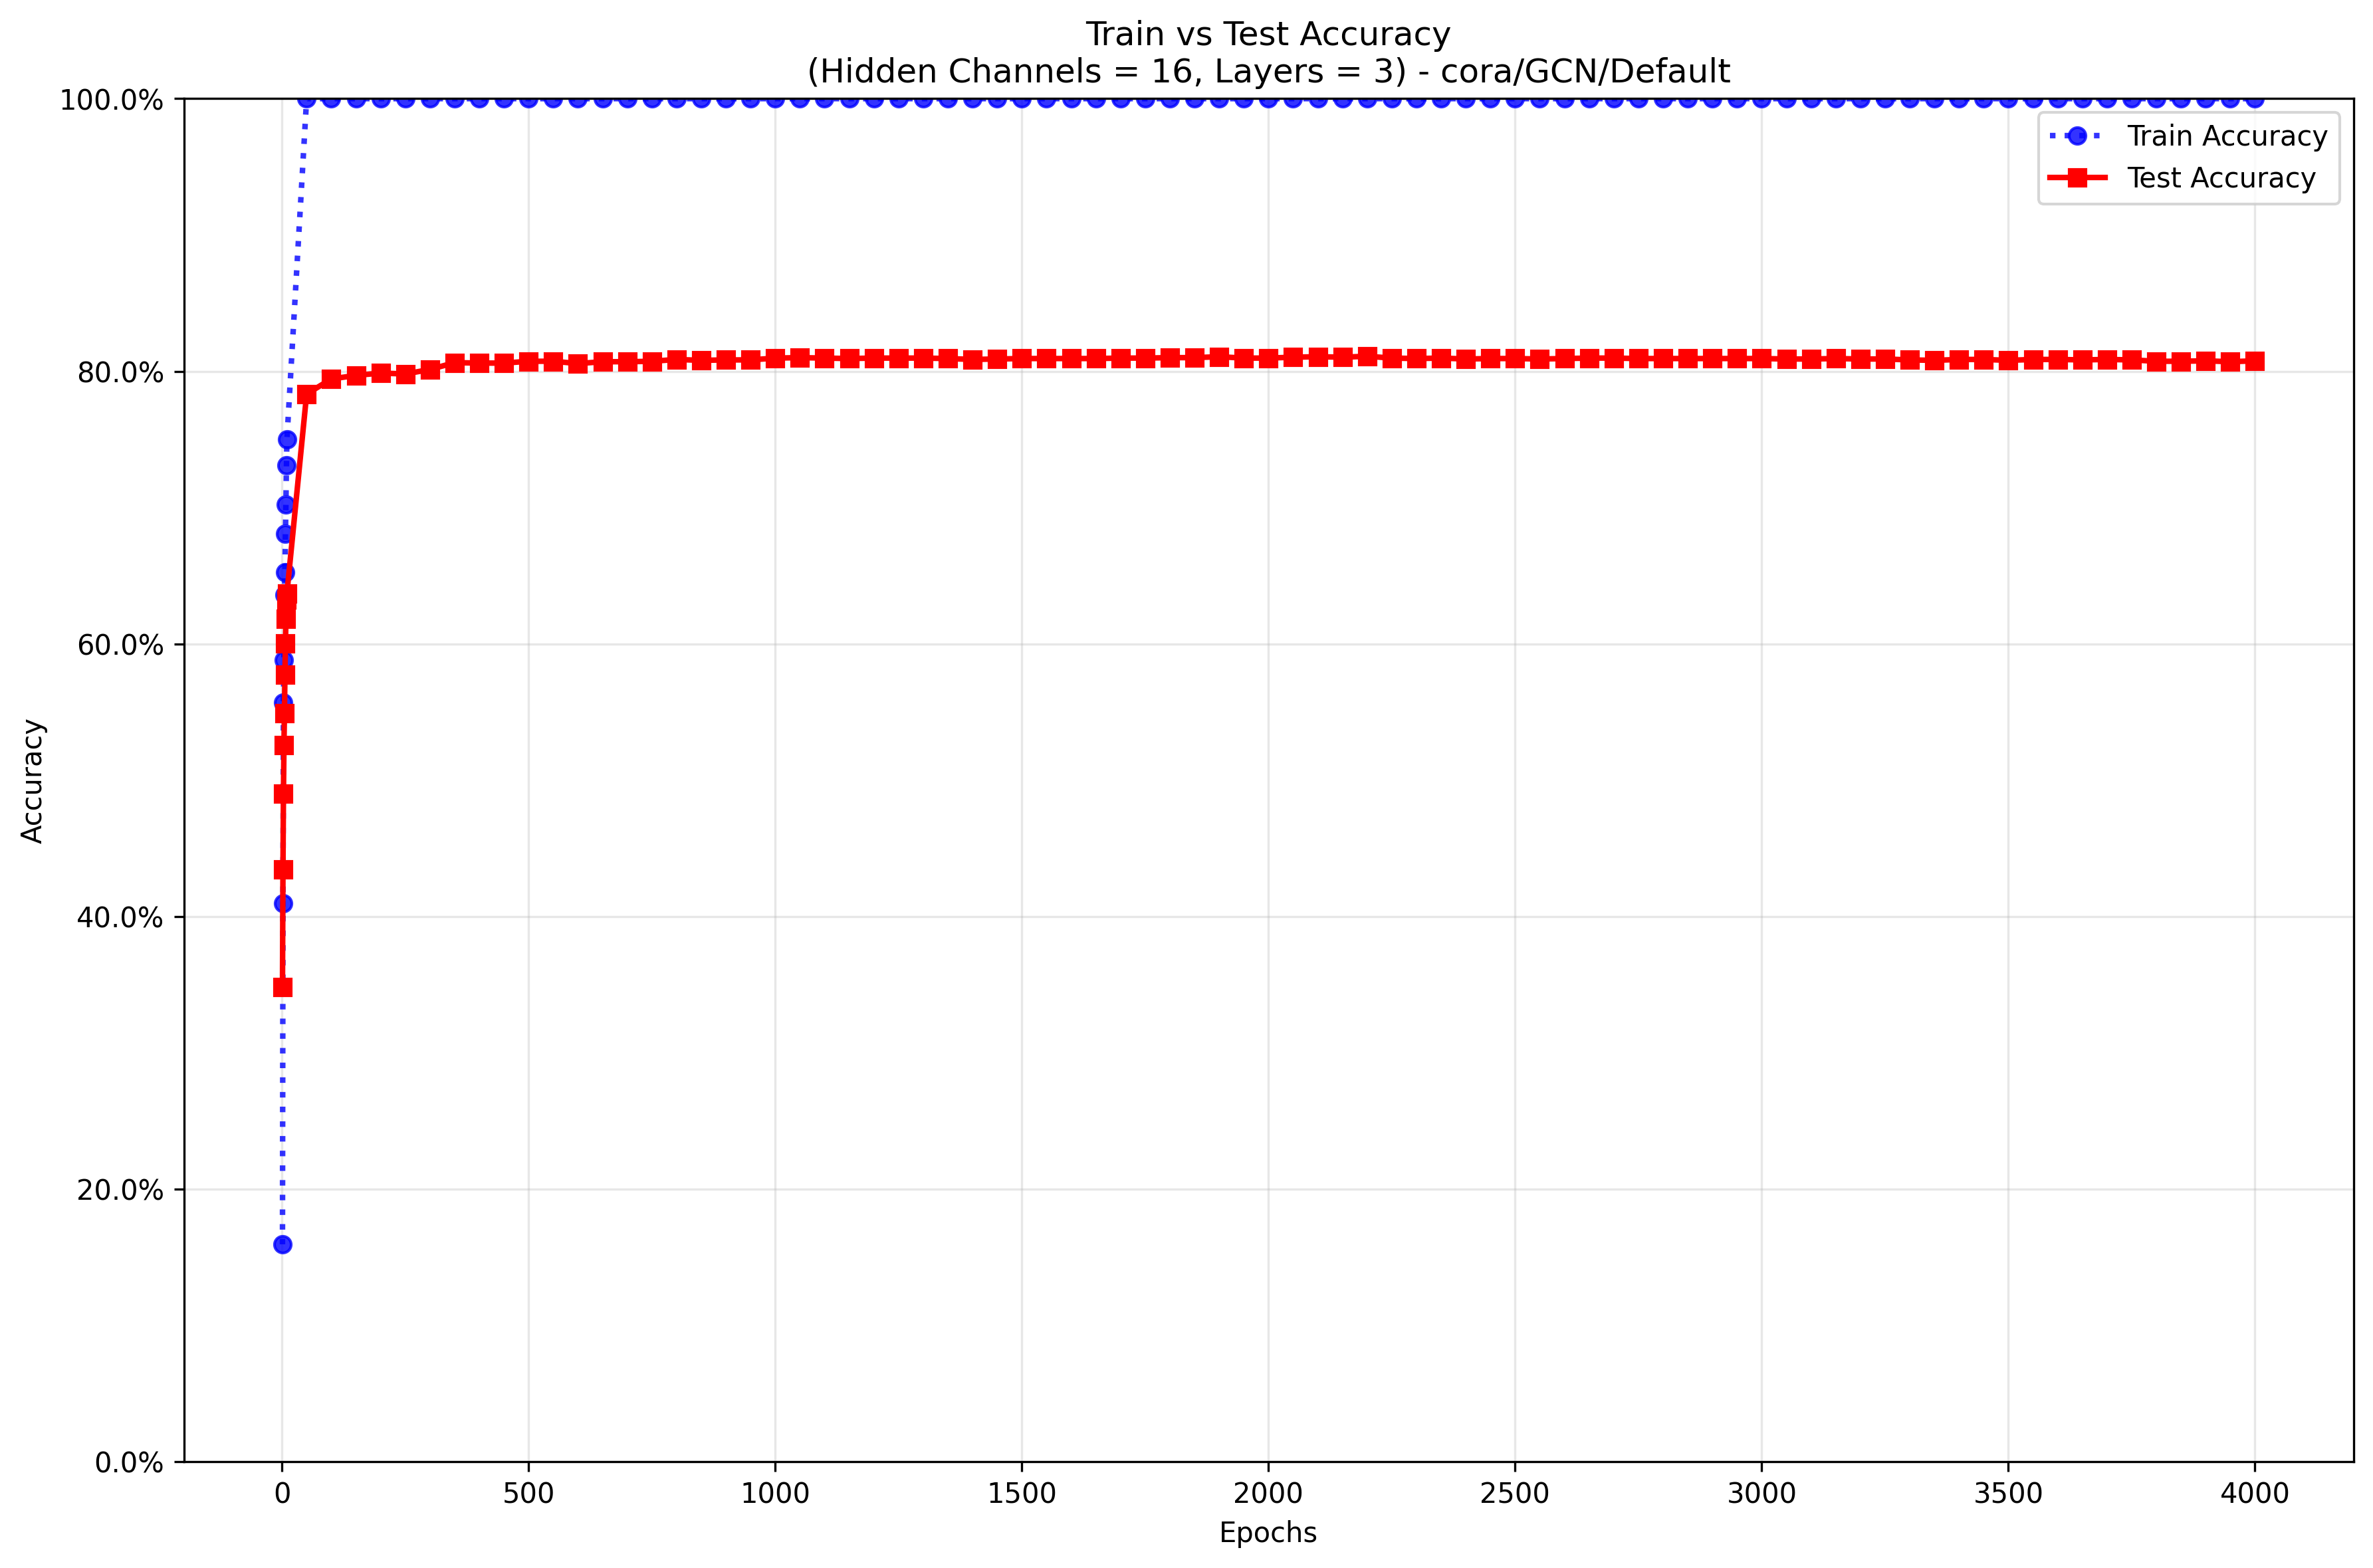 Train vs Test Accuracy
(Hidden Channels = 16, Layers = 3) - cora/GCN/Default
100.0%
80.0%
60.0%
40.0%
20.0%
0.0%
Accuracy
Train Accuracy
Test Accuracy
0
500
1000
1500
2000
2500
3000
3500
4000
Epochs